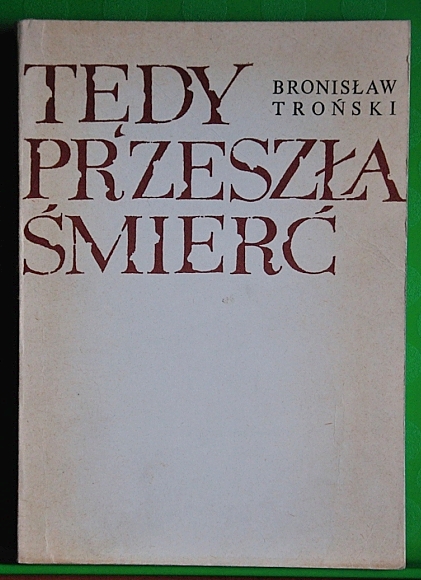 TĘDY
BRONISŁAW
TROŃSKI
PRZESZŁA
ŚMIERĆ